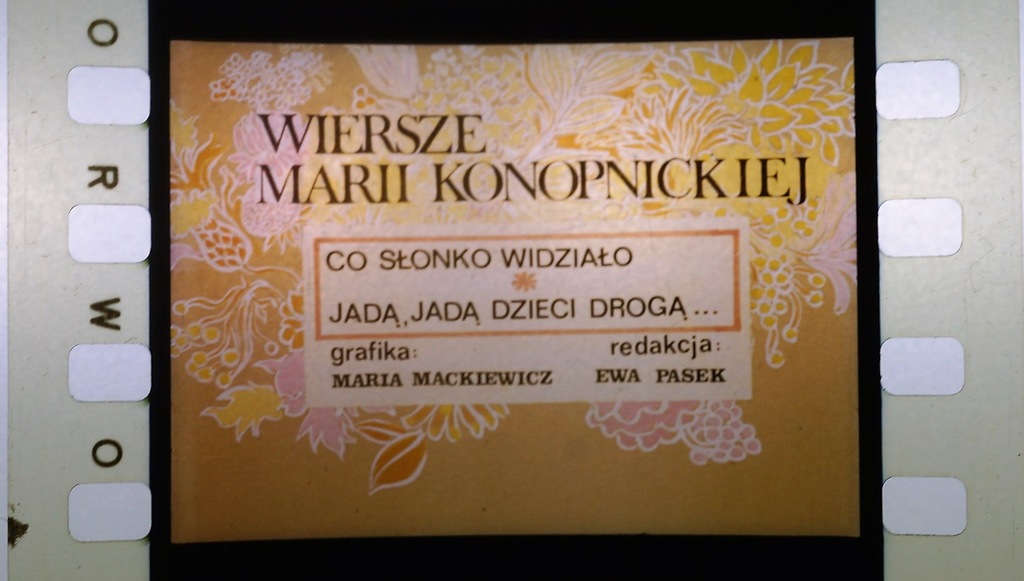 ORWO
WIERSZE
MARII KONOPNICKIEJ
CO SŁONKO WIDZIAŁO
*
JADĄ, JADĄ DZIECI DROGĄ...
grafika: redakcja:
MARIA MACKIEWICZ EWA PASEK